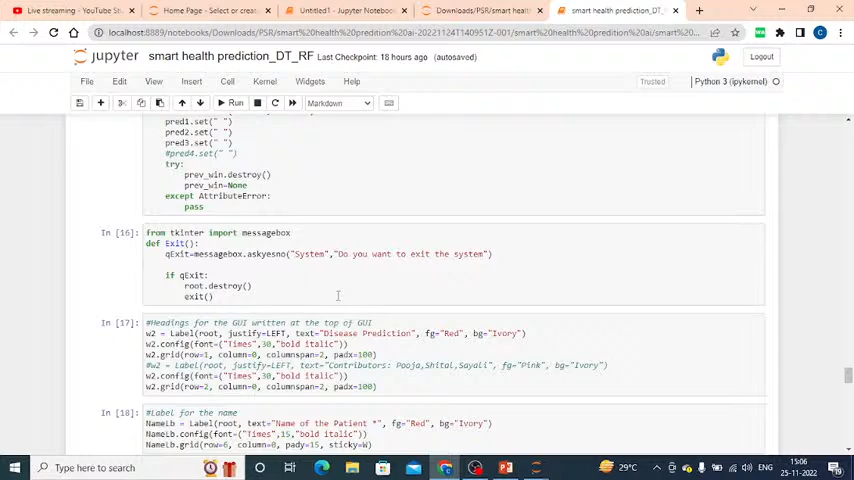 Live streaming - YouTube St
Home Page - Select or creat
Untitled1 - Jupyter Notebook
Downloads/PSR/smart health
smart health prediction_DT_R
localhost:8889/notebooks/Downloads/PSR/smart%20health%20predition%20ai-20221124T140951Z-001/smart%20health%20predition%20ai/smart%...
jupyter smart health prediction_DT_RF Last Checkpoint: 18 hours ago (autosaved)
Logout
File Edit View Insert Cell Kernel Widgets Help
Trusted
Python 3 (ipykernel)
Run
Markdown
pred1.set(" ")
pred2.set(" ")
pred3.set(" ")
#pred4.set(" ")
try:
prev_win.destroy()
prev_win=None
except AttributeError:
pass
In [16]:
from tkinter import messagebox
def Exit():
qExit=messagebox.askyesno("System","Do you want to exit the system")
if qExit:
root.destroy()
exit()
In [17]:
#Headings for the GUI written at the top of GUI
w2 = Label(root, justify=LEFT, text="Disease Prediction", fg="Red", bg="Ivory")
w2.config(font=("Times",30,"bold italic"))
w2.grid(row=1, column=0, columnspan=2, padx=100)
#w2 = Label(root, justify=LEFT, text="Contributors: Pooja,Shital,Sayali", fg="Pink", bg="Ivory")
w2.config(font=("Times",30,"bold italic"))
w2.grid(row=2, column=0, columnspan=2, padx=100)
In [18]:
#Label for the name
NameLb = Label(root, text="Name of the Patient *", fg="Red", bg="Ivory")
NameLb.config(font=("Times",15,"bold italic"))
NameLb.grid(row=6, column=0, pady=15, sticky=W)
Type here to search
29°C
ENG
15:06
25-11-2022